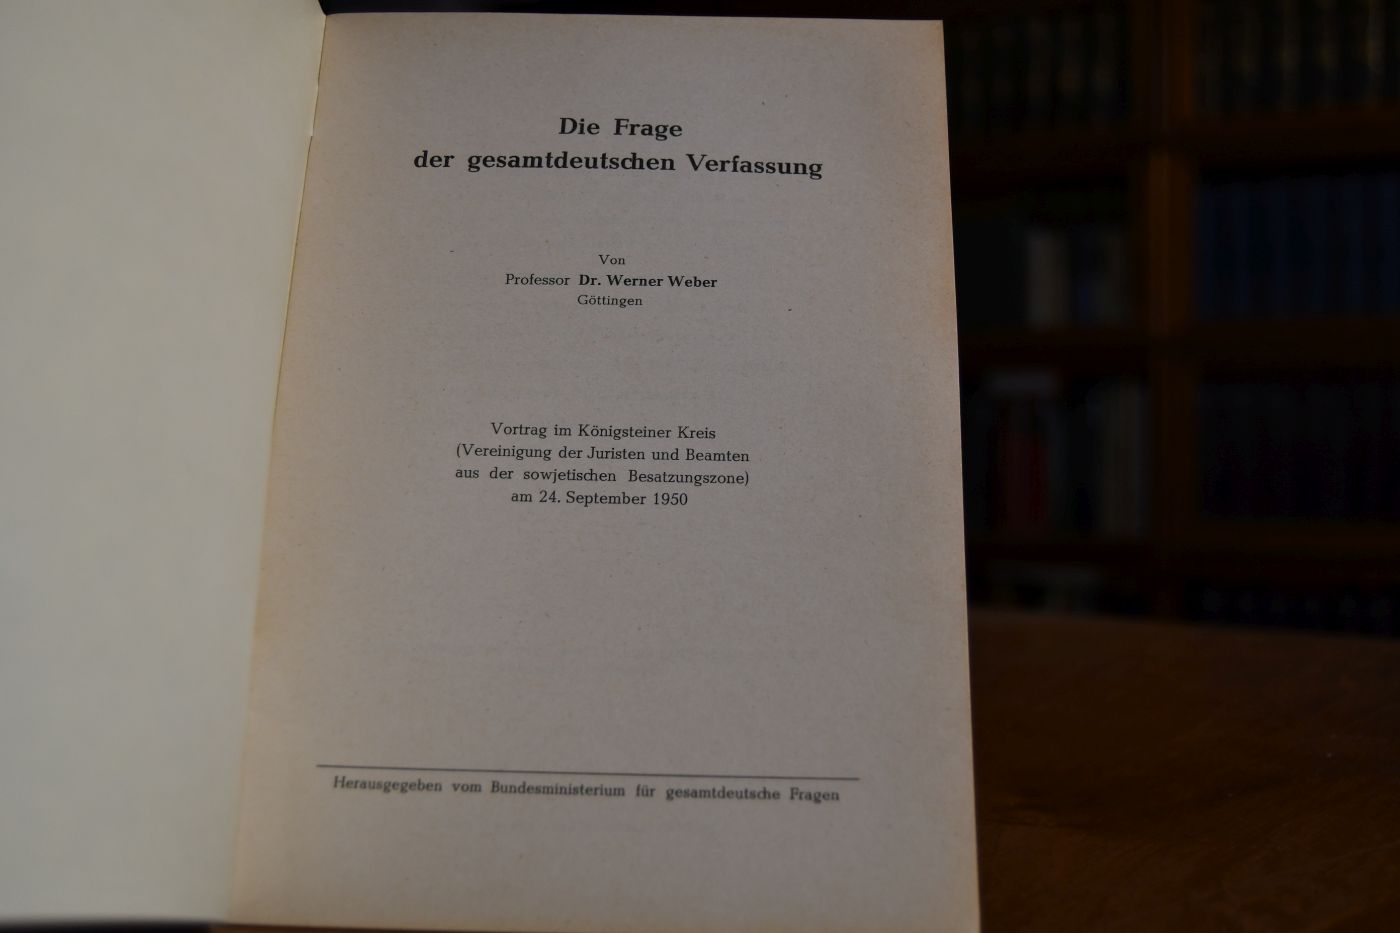 Die Frage
der gesamtdeutschen Verfassung
Von
Professor Dr. Werner Weber
Göttingen
Vortrag im Königsteiner Kreis
(Vereinigung der Juristen und Beamten
aus der sowjetischen Besatzungszone)
am 24. September 1950
Herausgegeben vom Bundesministerium für gesamtdeutsche Fragen